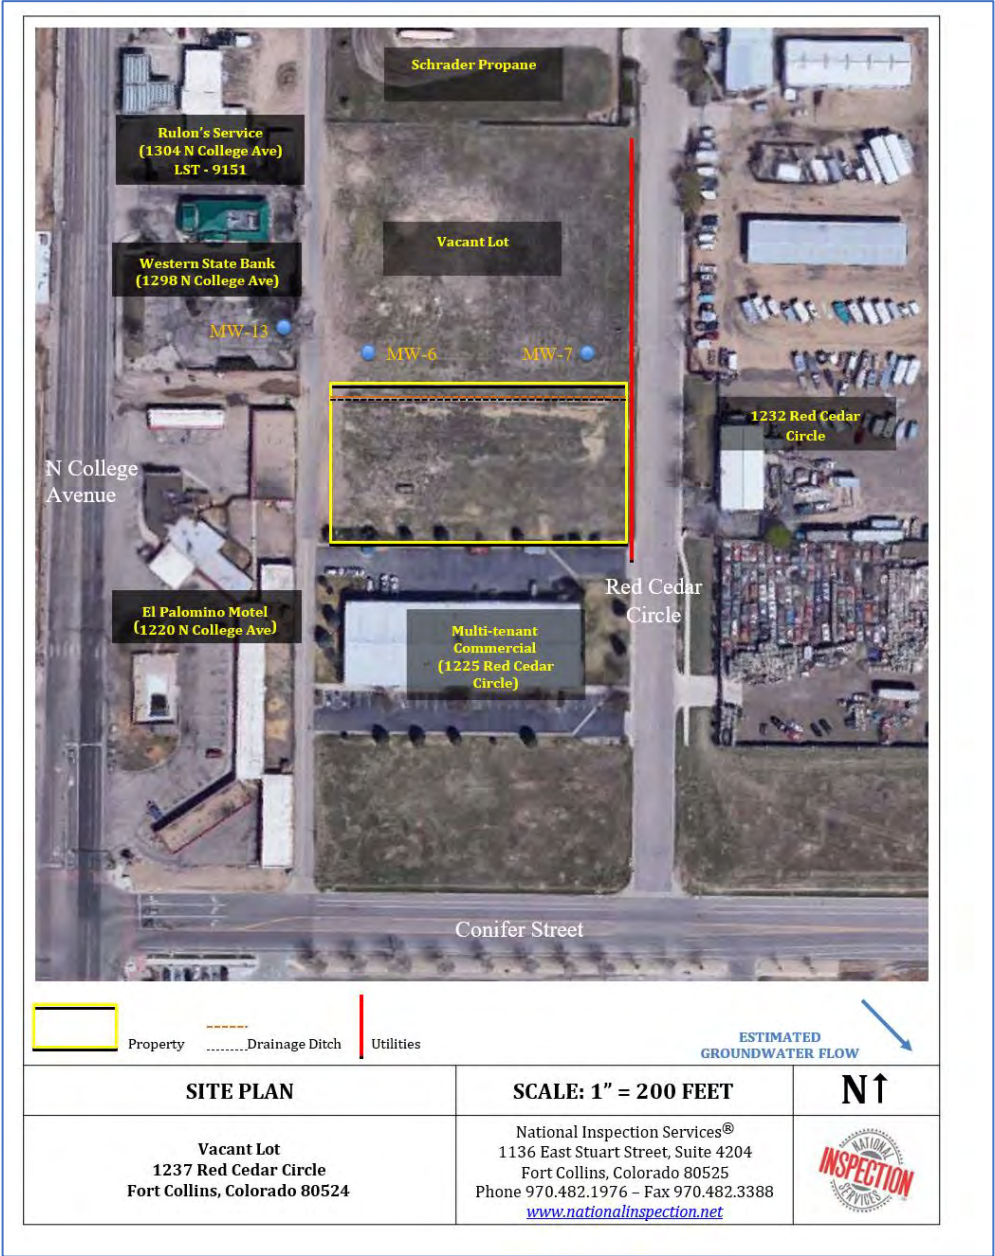 Schrader Propane
Rulon's Service
(1304 N College Ave)
LST - 9151
Vacant Lot
Western State Bank
(1298 N College Ave)
MW-13
MW-6
MW-7
1232 Red Cedar
Circle
N College
Avenue
Red Cedar
Circle
El Palomino Motel
(1220 N College Ave)
Multi-tenant
Commercial
(1225 Red Cedar
Circle)
Conifer Street
Property
Drainage Ditch
Utilities
ESTIMATED
GROUNDWATER FLOW
SITE PLAN
SCALE: 1" = 200 FEET
N↑
Vacant Lot
1237 Red Cedar Circle
Fort Collins, Colorado 80524
National Inspection Services®
1136 East Stuart Street, Suite 4204
Fort Collins, Colorado 80525
Phone 970.482.1976 – Fax 970.482.3388
www.nationalinspection.net
NATIONAL
INSPECTION
SERVICES